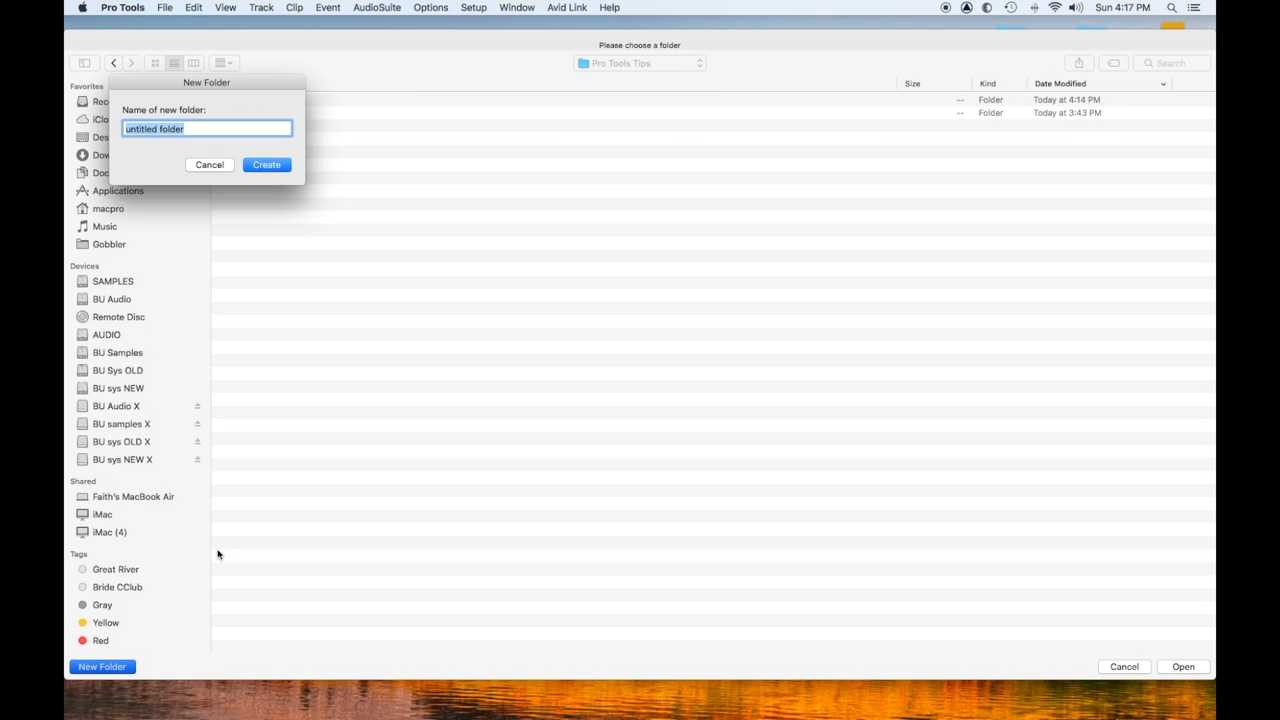 Pro Tools File Edit View Track Clip Event AudioSuite Options Setup Window Avid Link Help Sun 4:17 PM
Please choose a folder
Pro Tools Tips Search
New Folder
Name of new folder:
untitled folder
Cancel Create
Size Kind Date Modified
-- Folder Today at 4:14 PM
-- Folder Today at 3:43 PM
Favorites
Rec
iClo
Des
Dow
Doc
Applications
macpro
Music
Gobbler
Devices
SAMPLES
BU Audio
Remote Disc
AUDIO
BU Samples
BU Sys OLD
BU sys NEW
BU Audio X
BU samples X
BU sys OLD X
BU sys NEW X
Shared
Faith's MacBook Air
iMac
iMac (4)
Tags
Great River
Bride CClub
Gray
Yellow
Red
New Folder Cancel Open